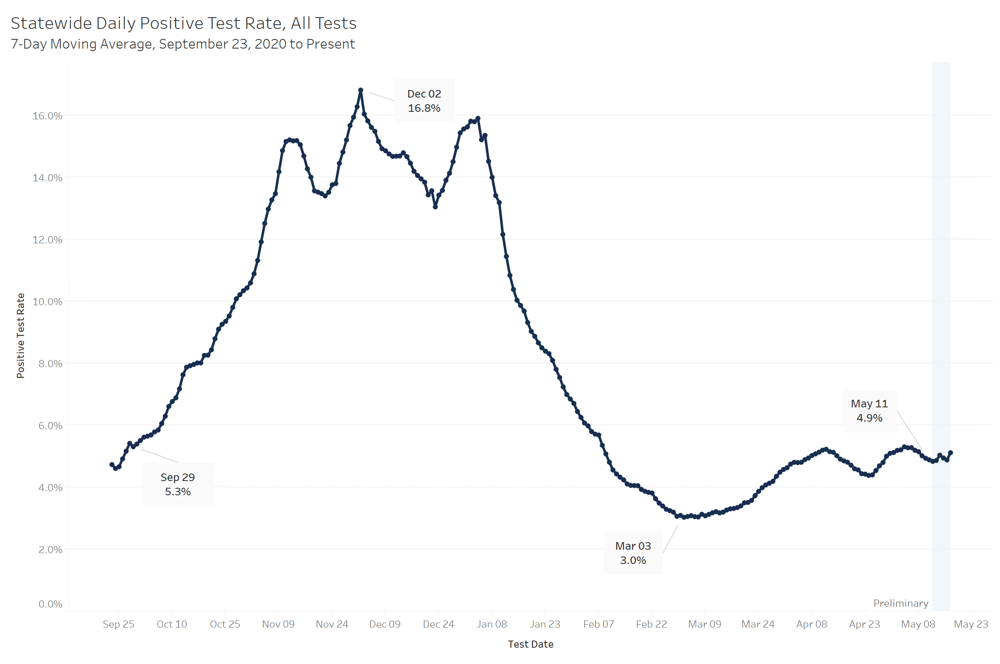 Statewide Daily Positive Test Rate, All Tests
7-Day Moving Average, September 23, 2020 to Present
Dec 02
16.8%
16.0%
14.0%
12.0%
10.0%
Positive Test Rate
8.0%
May 11
4.9%
6.0%
Sep 29
5.3%
4.0%
Mar 03
3.0%
2.0%
0.0%
Preliminary
Sep 25 Oct 10 Oct 25 Nov 09 Nov 24 Dec 09 Dec 24 Jan 08 Jan 23 Feb 07 Feb 22 Mar 09 Mar 24 Apr 08 Apr 23 May 08 May 23
Test Date